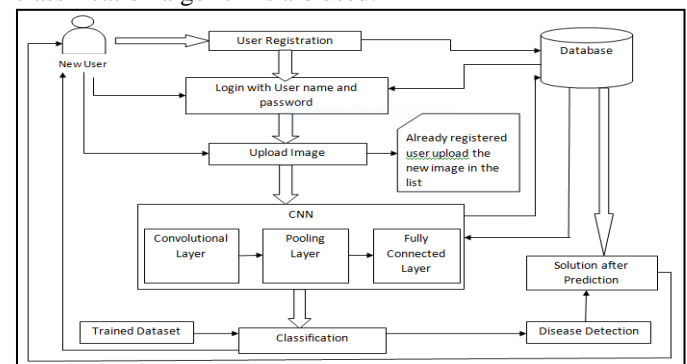 User Registration
Database
New User
Login with User name and
password
Already registered
user upload the
new image in the
list
Upload Image
CNN
Convolutional
Layer
Pooling
Layer
Fully
Connected
Layer
Solution after
Prediction
Trained Dataset
Classification
Disease Detection